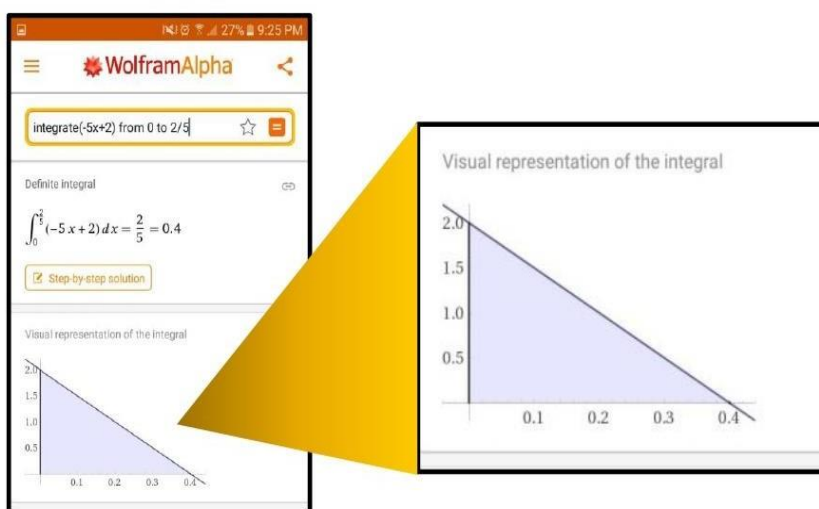 27% 9:25 PM
WolframAlpha
integrate(-5x+2) from 0 to 2/5
Definite integral
∫₀^(2/5) (−5 x + 2) d x = 2/5 = 0.4
Step-by-step solution
Visual representation of the integral
2.0
1.5
1.0
0.5
0.1 0.2 0.3 0.4
Visual representation of the integral
2.0
1.5
1.0
0.5
0.1 0.2 0.3 0.4